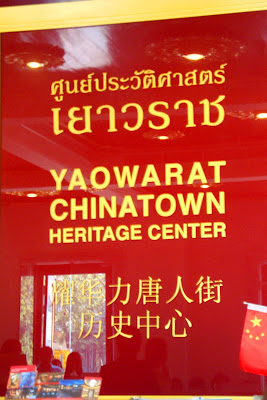 ศูนย์ประวัติศาสตร์
เยาวราช
YAOWARAT
CHINATOWN
HERITAGE CENTER
耀华力唐人街
历史中心